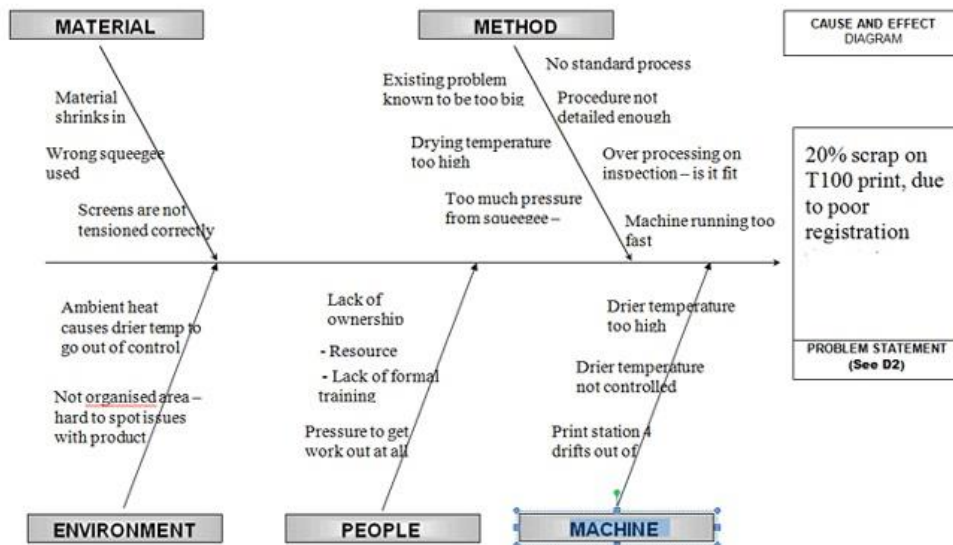 MATERIAL
METHOD
CAUSE AND EFFECT
DIAGRAM
Material
shrinks in
Wrong squeegee
used
Screens are not
tensioned correctly
Existing problem
known to be too big
Drying temperature
too high
Too much pressure
from squeegee –
No standard process
Procedure not
detailed enough
Over processing on
inspection – is it fit
Machine running too
fast
20% scrap on
T100 print, due
to poor
registration
PROBLEM STATEMENT
(See D2)
Ambient heat
causes drier temp to
go out of control
Not organised area –
hard to spot issues
with product
Lack of
ownership
- Resource
- Lack of formal
training
Pressure to get
work out at all
Drier temperature
too high
Drier temperature
not controlled
Print station 4
drifts out of
ENVIRONMENT
PEOPLE
MACHINE